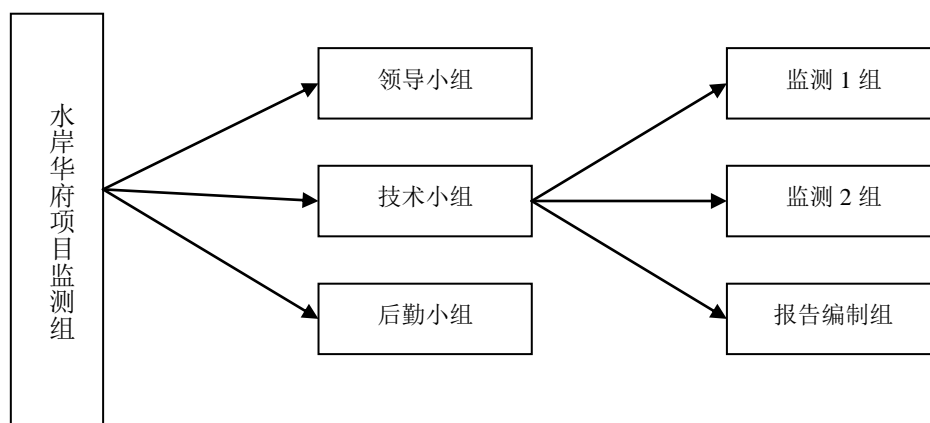 水岸华府项目监测组
领导小组
技术小组
后勤小组
监测 1 组
监测 2 组
报告编制组